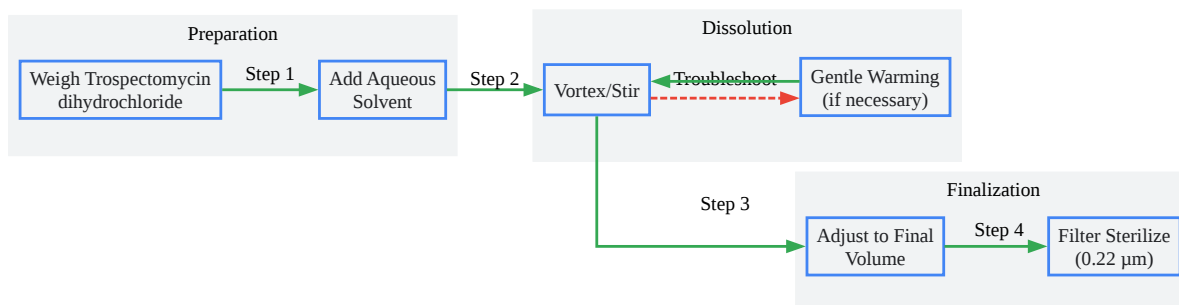 Preparation
Weigh Trospectomycin
dihydrochloride
Step 1
Add Aqueous
Solvent
Step 2
Dissolution
Vortex/Stir
Troubleshoot
Gentle Warming
(if necessary)
Step 3
Finalization
Adjust to Final
Volume
Step 4
Filter Sterilize
(0.22 µm)